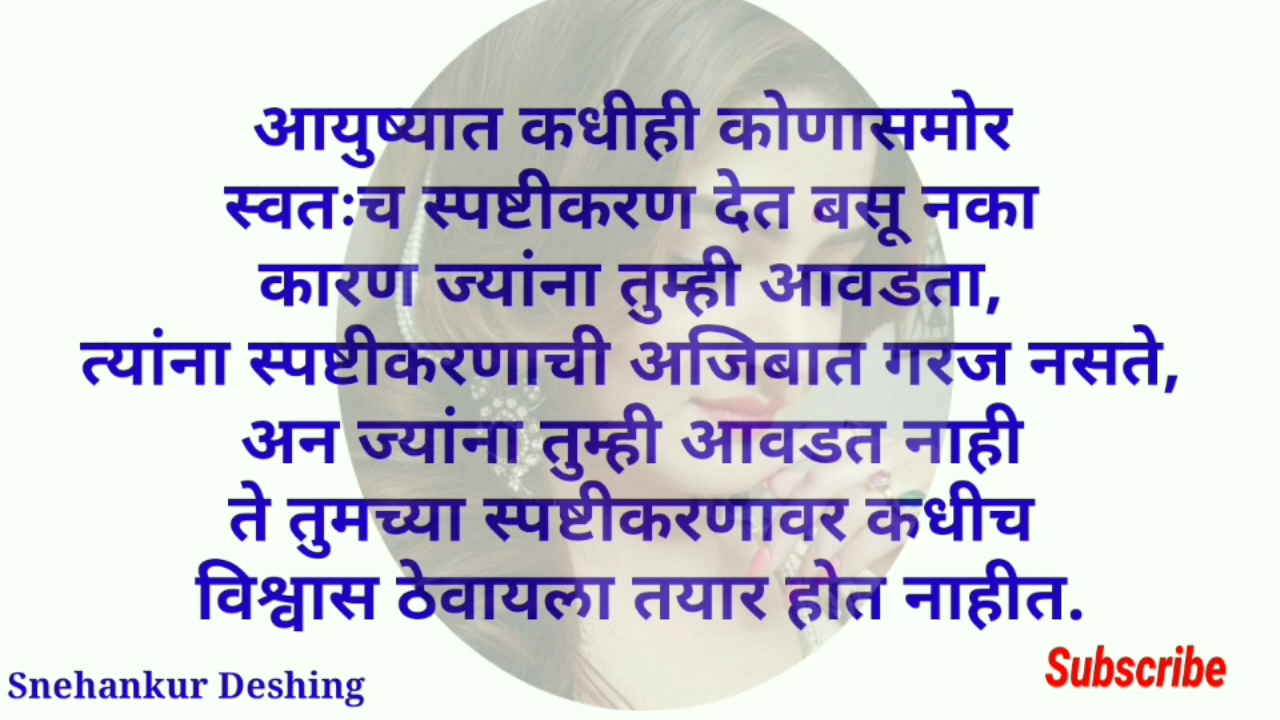 आयुष्यात कधीही कोणासमोर
स्वतःच स्पष्टीकरण देत बसू नका
कारण ज्यांना तुम्ही आवडता,
त्यांना स्पष्टीकरणाची अजिबात गरज नसते,
अन ज्यांना तुम्ही आवडत नाही
ते तुमच्या स्पष्टीकरणावर कधीच
विश्वास ठेवायला तयार होत नाहीत.
Snehankur Deshing
Subscribe